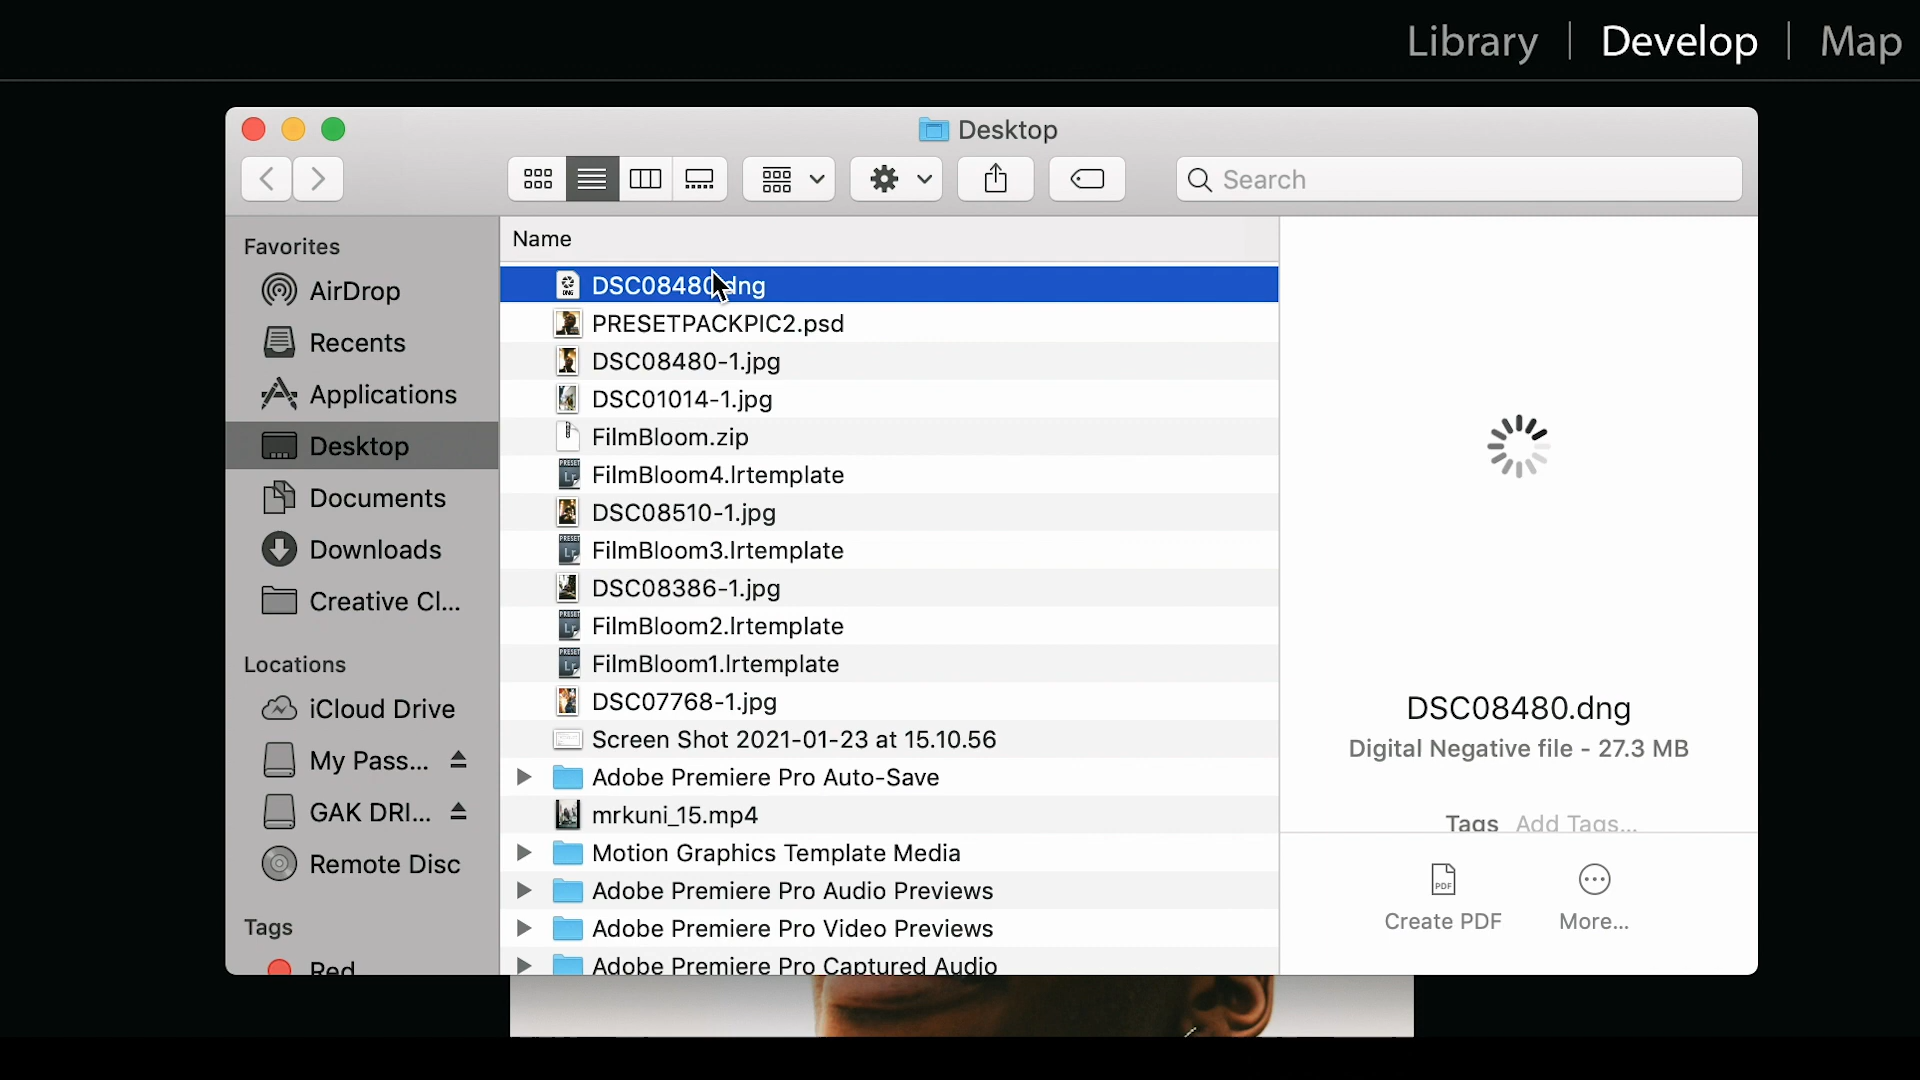 Library | Develop | Map
Desktop
Search
Favorites
AirDrop
Recents
Applications
Desktop
Documents
Downloads
Creative Cl...
Locations
iCloud Drive
My Pass...
GAK DRI...
Remote Disc
Tags
Red
Name
DSC08480.dng
PRESETPACKPIC2.psd
DSC08480-1.jpg
DSC01014-1.jpg
FilmBloom.zip
FilmBloom4.lrtemplate
DSC08510-1.jpg
FilmBloom3.lrtemplate
DSC08386-1.jpg
FilmBloom2.lrtemplate
FilmBloom1.lrtemplate
DSC07768-1.jpg
Screen Shot 2021-01-23 at 15.10.56
Adobe Premiere Pro Auto-Save
mrkuni_15.mp4
Motion Graphics Template Media
Adobe Premiere Pro Audio Previews
Adobe Premiere Pro Video Previews
Adobe Premiere Pro Captured Audio
DSC08480.dng
Digital Negative file - 27.3 MB
Tags Add Tags...
Create PDF
More...